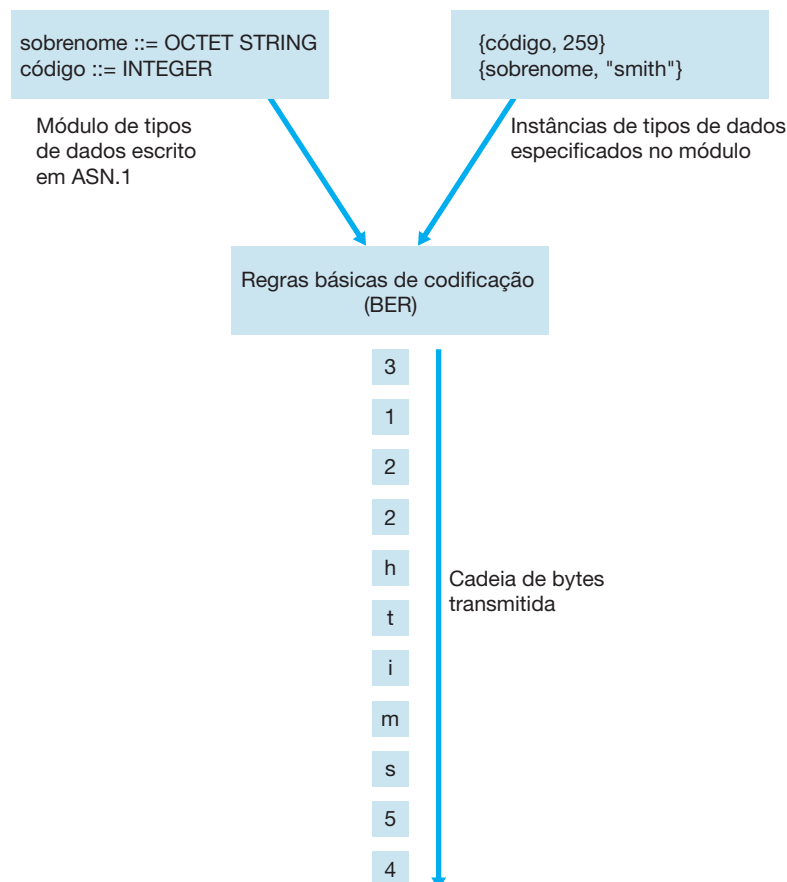 sobrenome ::= OCTET STRING
código ::= INTEGER
{código, 259}
{sobrenome, "smith"}
Módulo de tipos
de dados escrito
em ASN.1
Instâncias de tipos de dados
especificados no módulo
Regras básicas de codificação
(BER)
3
1
2
2
h
t
i
m
s
5
4
Cadeia de bytes
transmitida